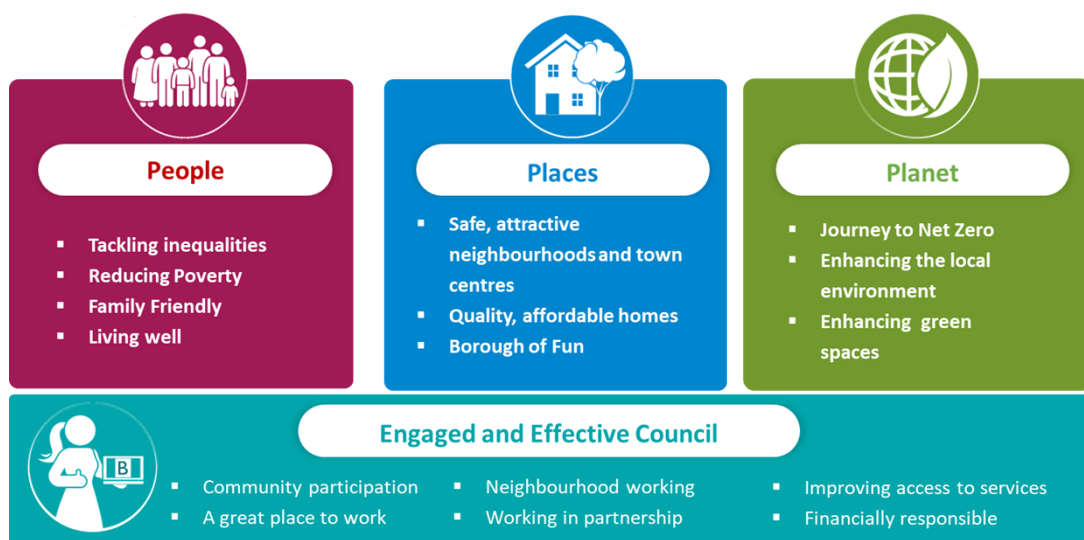 People
▪ Tackling inequalities
▪ Reducing Poverty
▪ Family Friendly
▪ Living well
Places
▪ Safe, attractive
neighbourhoods and town
centres
▪ Quality, affordable homes
▪ Borough of Fun
Planet
▪ Journey to Net Zero
▪ Enhancing the local
environment
▪ Enhancing green
spaces
Engaged and Effective Council
B
▪ Community participation
▪ A great place to work
▪ Neighbourhood working
▪ Working in partnership
▪ Improving access to services
▪ Financially responsible